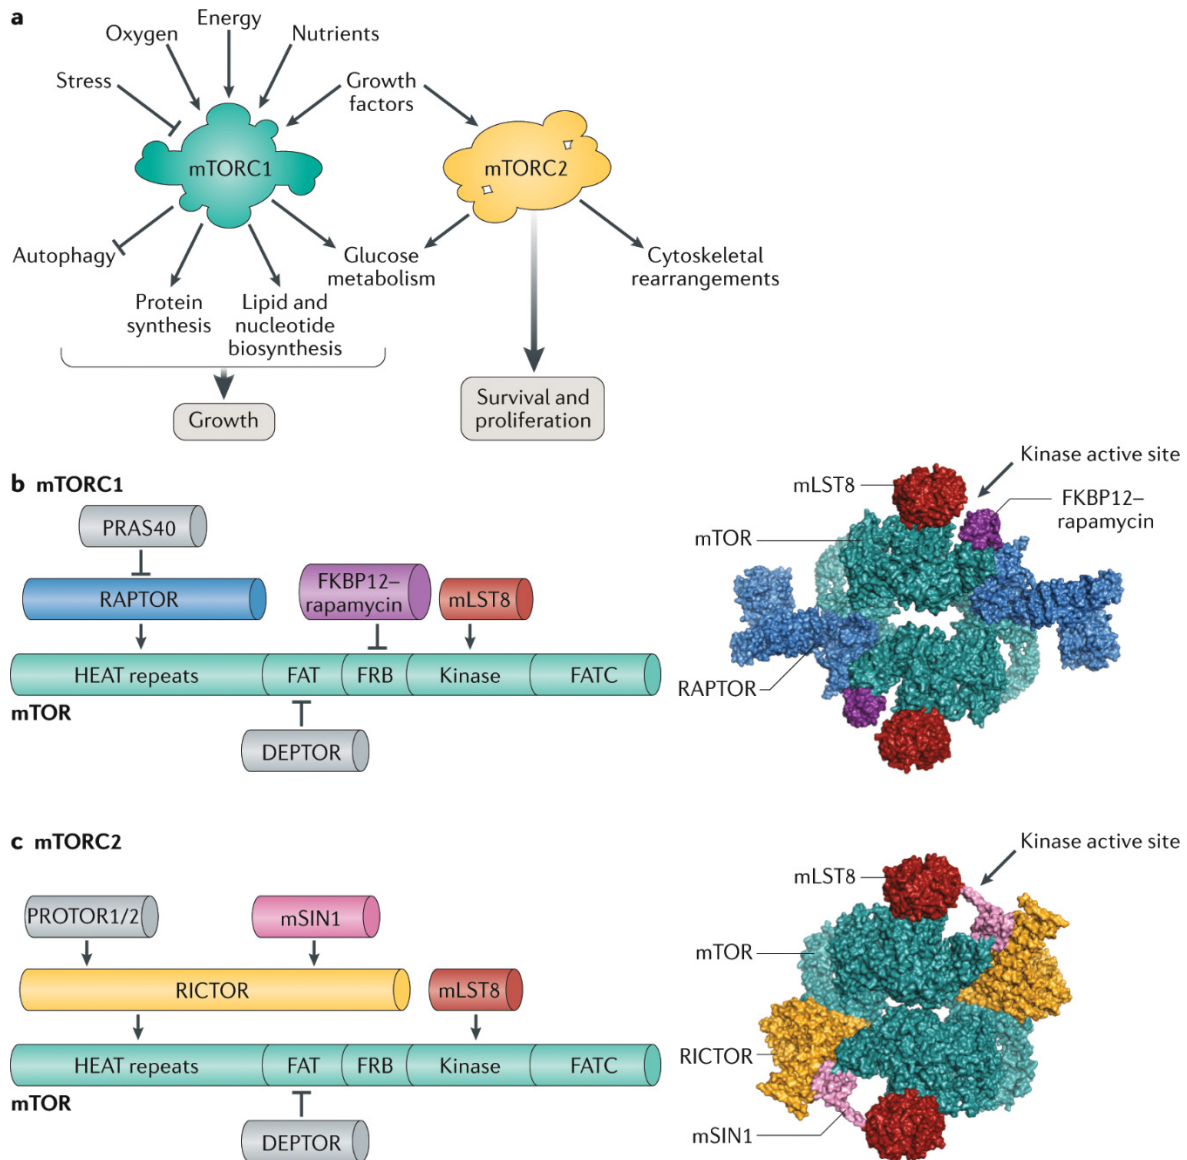 a
Energy
Oxygen
Nutrients
Stress
Growth
factors
mTORC1
mTORC2
Autophagy
Glucose
metabolism
Cytoskeletal
rearrangements
Protein
synthesis
Lipid and
nucleotide
biosynthesis
Growth
Survival and
proliferation
b mTORC1
PRAS40
RAPTOR
FKBP12–
rapamycin
mLST8
HEAT repeats
FAT
FRB
Kinase
FATC
mTOR
DEPTOR
Kinase active site
mLST8
FKBP12–
rapamycin
mTOR
RAPTOR
c mTORC2
PROTOR1/2
mSIN1
RICTOR
mLST8
HEAT repeats
FAT
FRB
Kinase
FATC
mTOR
DEPTOR
Kinase active site
mLST8
mTOR
RICTOR
mSIN1